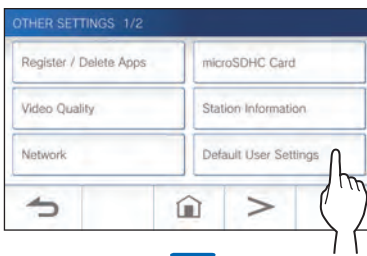 OTHER SETTINGS 1/2
Register / Delete Apps
microSDHC Card
Video Quality
Station Information
Network
Default User Settings